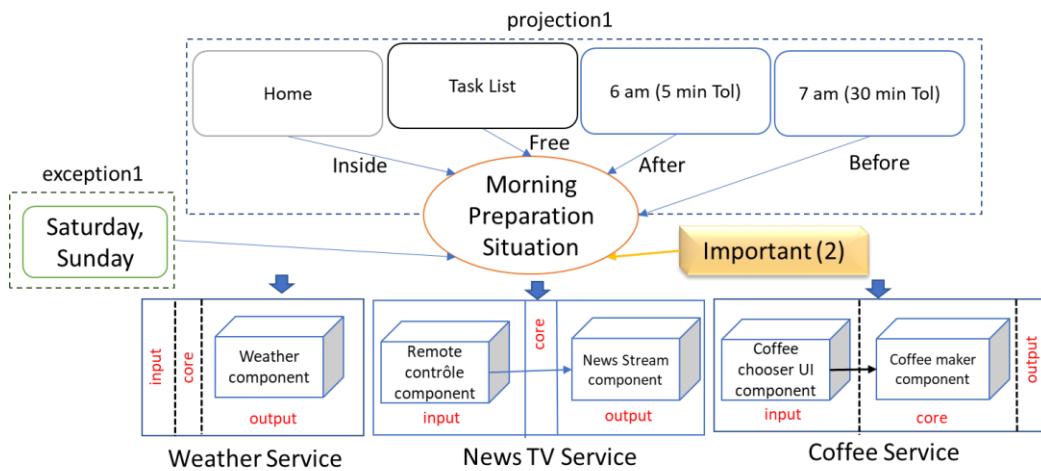 projection1
Home
Task List
6 am (5 min Tol)
7 am (30 min Tol)
Inside
Free
After
Before
exception1
Saturday,
Sunday
Morning
Preparation
Situation
Important (2)
input
core
Weather
component
output
Remote
contrôle
component
input
core
News Stream
component
output
Coffee
chooser UI
component
input
Coffee maker
component
core
output
Weather Service
News TV Service
Coffee Service